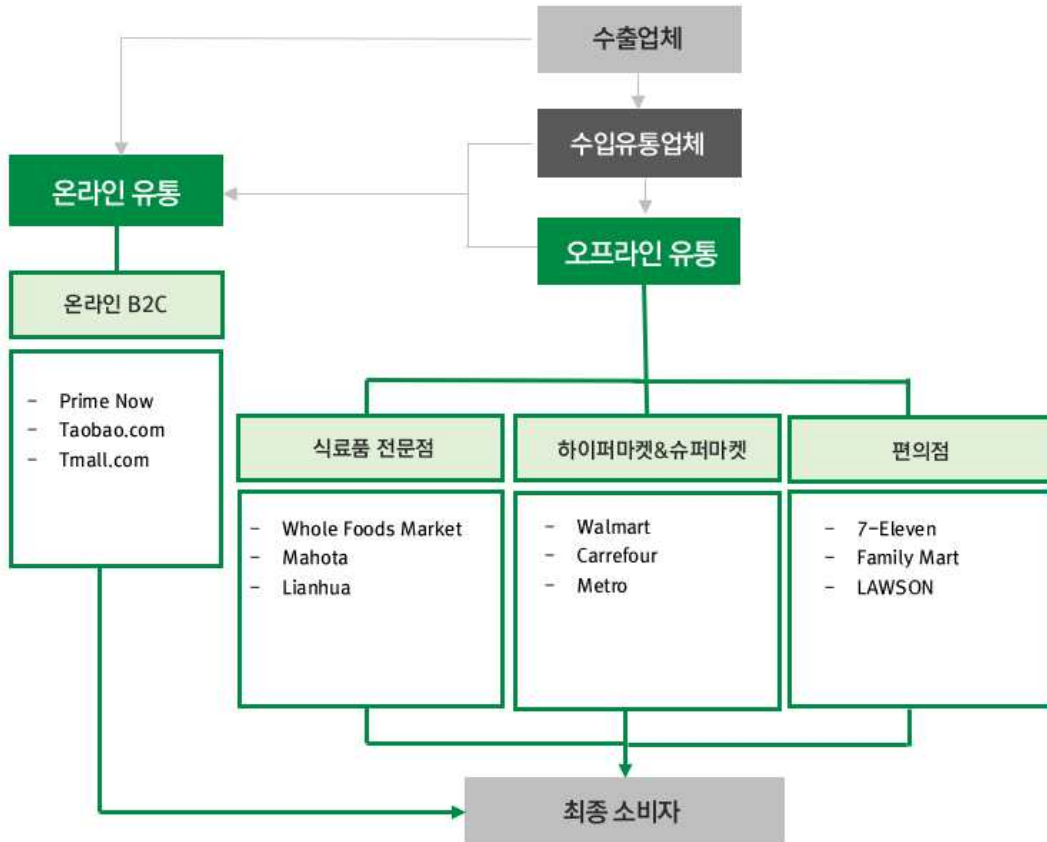 수출업체
수입유통업체
온라인 유통
오프라인 유통
온라인 B2C
- Prime Now
- Taobao.com
- Tmall.com
식료품 전문점
- Whole Foods Market
- Mahota
- Lianhua
하이퍼마켓&슈퍼마켓
- Walmart
- Carrefour
- Metro
편의점
- 7-Eleven
- Family Mart
- LAWSON
최종 소비자